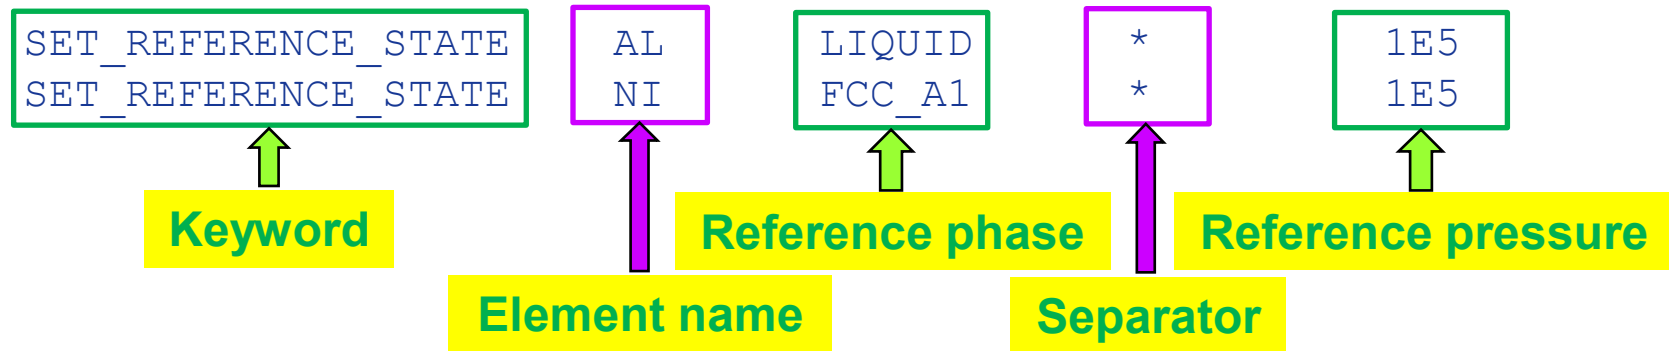 SET_REFERENCE_STATE AL LIQUID * 1E5
SET_REFERENCE_STATE NI FCC_A1 * 1E5
Keyword
Reference phase
Reference pressure
Element name
Separator